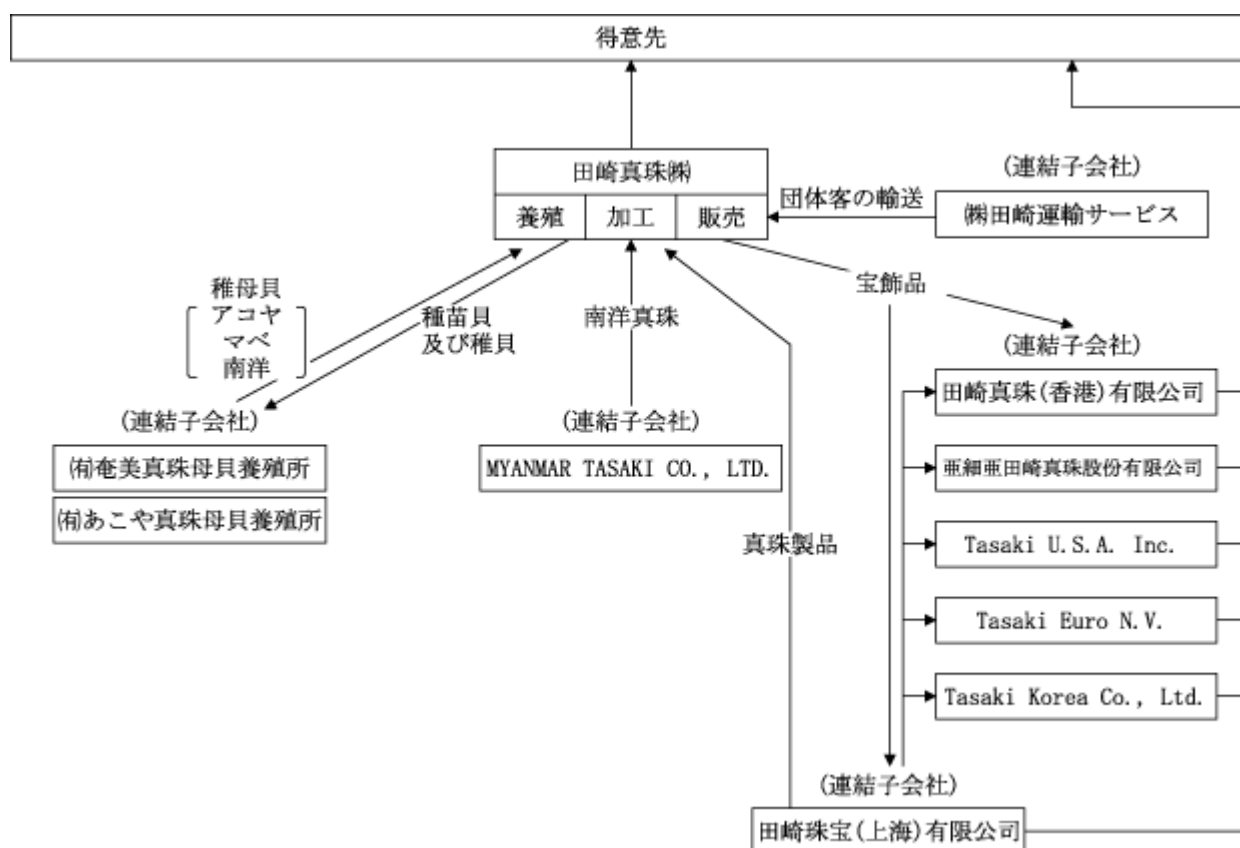 得意先
田崎真珠㈱
養殖 加工 販売
団体客の輸送
(連結子会社)
㈱田崎運輸サービス
稚母貝
アコヤ
マベ
南洋
種苗貝
及び稚貝
南洋真珠
宝飾品
(連結子会社)
㈲奄美真珠母貝養殖所
㈲あこや真珠母貝養殖所
(連結子会社)
MYANMAR TASAKI CO., LTD.
真珠製品
(連結子会社)
田崎真珠(香港)有限公司
亜細亜田崎真珠股份有限公司
Tasaki U.S.A. Inc.
Tasaki Euro N.V.
Tasaki Korea Co., Ltd.
(連結子会社)
田崎珠宝(上海)有限公司